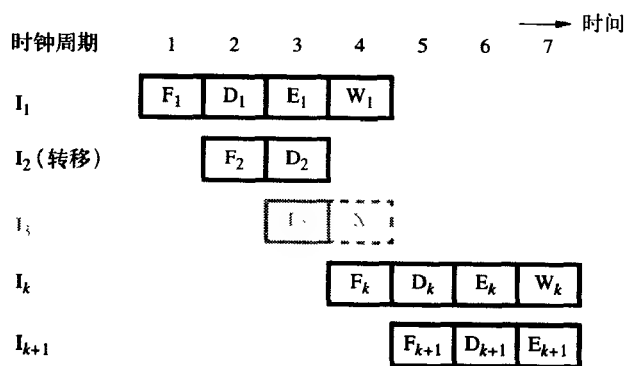 时间
时钟周期 1 2 3 4 5 6 7
I₁ F₁ D₁ E₁ W₁
I₂(转移) F₂ D₂
I₃ X
Iₖ Fₖ Dₖ Eₖ Wₖ
Iₖ₊₁ Fₖ₊₁ Dₖ₊₁ Eₖ₊₁